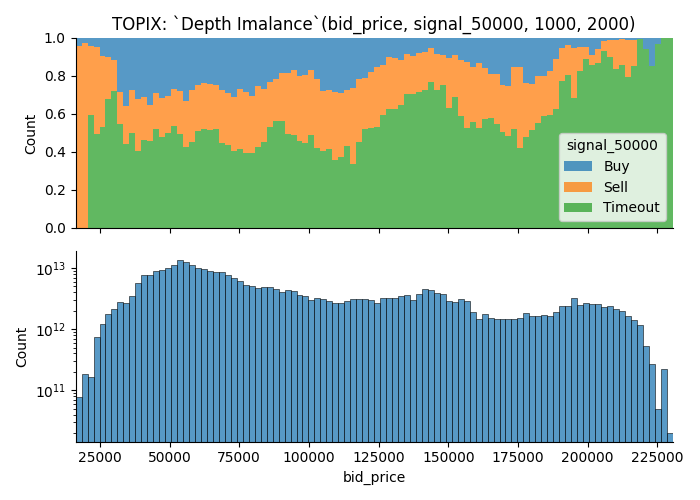 TOPIX: `Depth Imalance`(bid_price, signal_50000, 1000, 2000)
1.0
0.8
0.6
0.4
0.2
0.0
Count
signal_50000
Buy
Sell
Timeout
10^13
10^12
10^11
Count
25000 50000 75000 100000 125000 150000 175000 200000 225000
bid_price